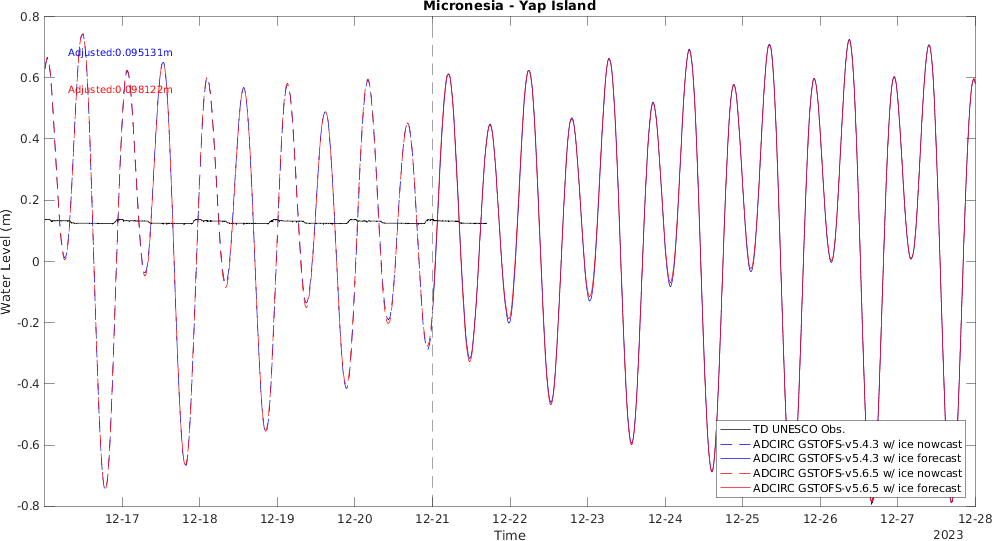 Micronesia - Yap Island
Adjusted:0.095131m
Adjusted:0.098122m
Water Level (m)
0.8
0.6
0.4
0.2
0
-0.2
-0.4
-0.6
-0.8
TD UNESCO Obs.
ADCIRC GSTOFS-v5.4.3 w/ ice nowcast
ADCIRC GSTOFS-v5.4.3 w/ ice forecast
ADCIRC GSTOFS-v5.6.5 w/ ice nowcast
ADCIRC GSTOFS-v5.6.5 w/ ice forecast
12-17 12-18 12-19 12-20 12-21 12-22 12-23 12-24 12-25 12-26 12-27 12-28
Time
2023